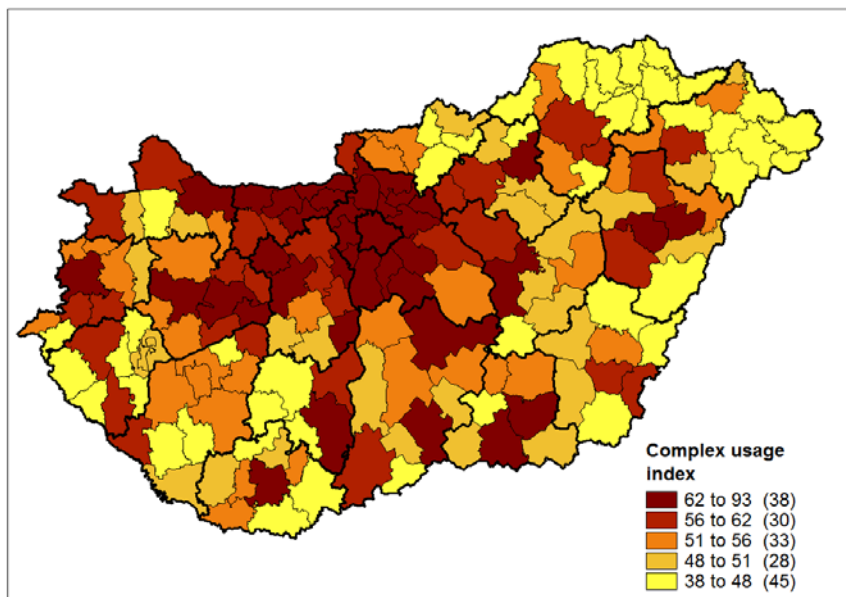 Complex usage
index
62 to 93 (38)
56 to 62 (30)
51 to 56 (33)
48 to 51 (28)
38 to 48 (45)